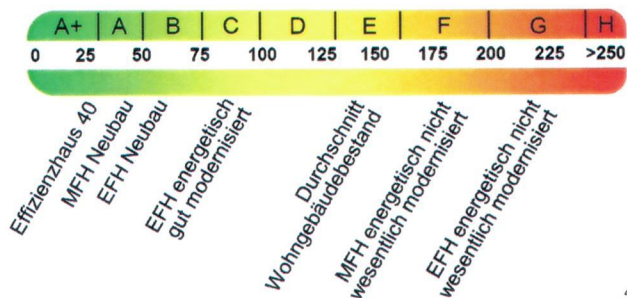 A+ A B C D E F G H
0 25 50 75 100 125 150 175 200 225 >250
Effizienzhaus 40
MFH Neubau
EFH Neubau
EFH energetisch
gut modernisiert
Durchschnitt
Wohngebäudebestand
MFH energetisch nicht
wesentlich modernisiert
EFH energetisch nicht
wesentlich modernisiert